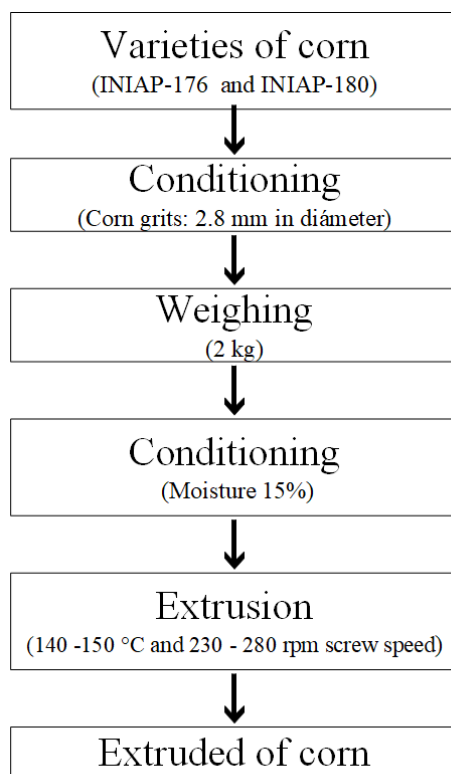 Varieties of corn
(INIAP-176 and INIAP-180)
Conditioning
(Corn grits: 2.8 mm in diámeter)
Weighing
(2 kg)
Conditioning
(Moisture 15%)
Extrusion
(140 -150 °C and 230 - 280 rpm screw speed)
Extruded of corn